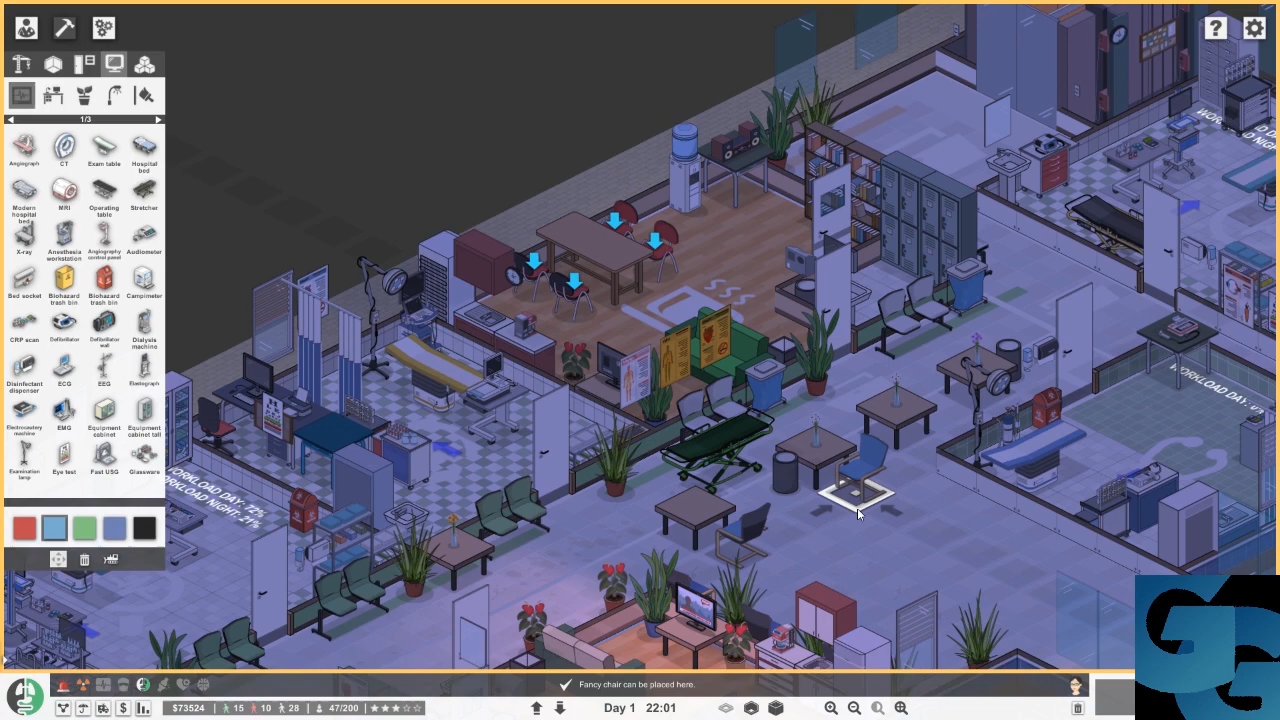 1/3
Angiograph
CT
Exam table
Hospital bed
Modern hospital bed
MRI
Operating table
Stretcher
X-ray
Anesthesia workstation
Angiography control panel
Audiometer
Bed socket
Biohazard trash bin
Biohazard trash bin
Campimeter
CRP scan
Defibrillator
Defibrillator wall
Dialysis machine
Disinfectant dispenser
ECG
EEG
Elastograph
Electrosurgery machine
EMG
Equipment cabinet
Equipment cabinet tall
Examination lamp
Eye test
Fast USG
Glassware
WORKLOAD DAY: 72%
WORKLOAD NIGHT: 21%
Fancy chair can be placed here.
$73524
15
10
28
47/200
Day 1 22:01
?